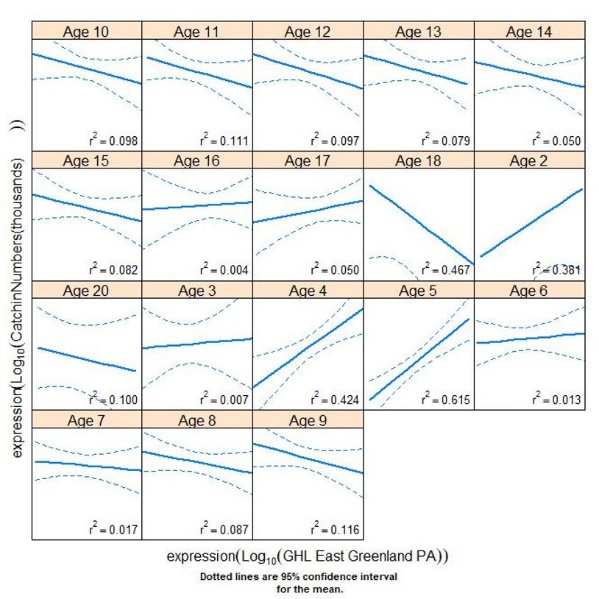 Age 10 Age 11 Age 12 Age 13 Age 14
r² = 0.098 r² = 0.111 r² = 0.097 r² = 0.079 r² = 0.050
Age 15 Age 16 Age 17 Age 18 Age 2
r² = 0.082 r² = 0.004 r² = 0.050 r² = 0.467 r² = 0.381
Age 20 Age 3 Age 4 Age 5 Age 6
r² = 0.100 r² = 0.007 r² = 0.424 r² = 0.615 r² = 0.013
Age 7 Age 8 Age 9
r² = 0.017 r² = 0.087 r² = 0.116
expression(Log₁₀(CatchinNumbers(thousands) ))
expression(Log₁₀(GHL East Greenland PA))
Dotted lines are 95% confidence interval
for the mean.